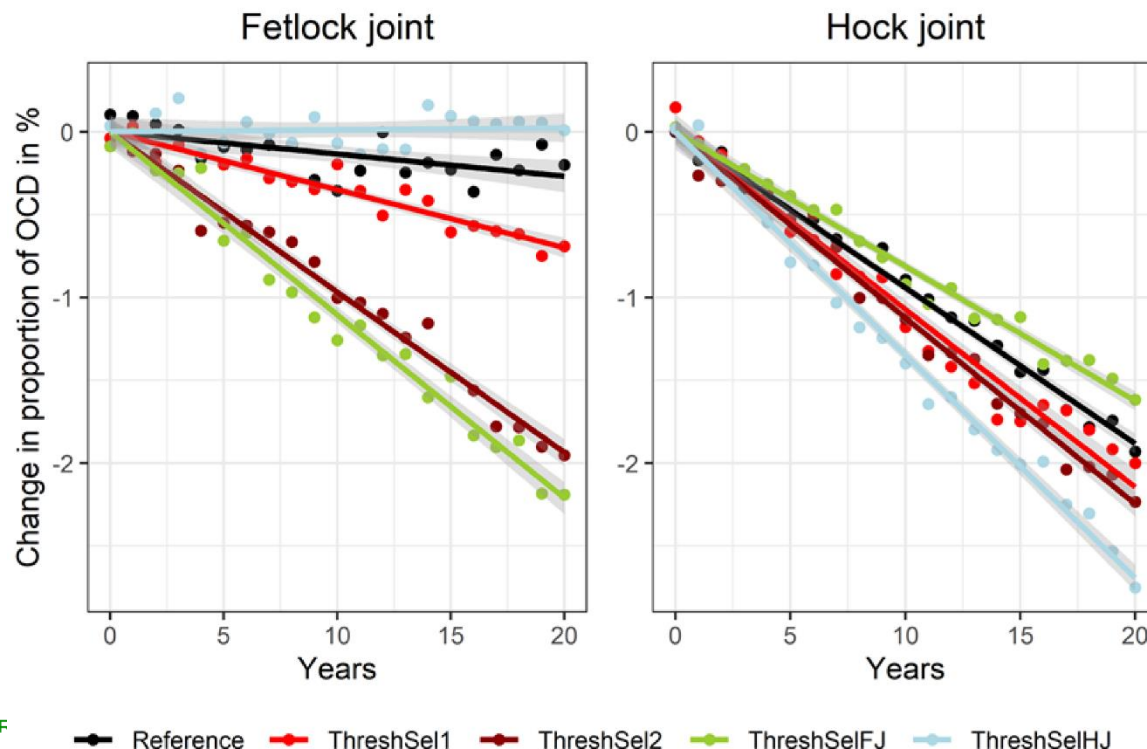 Fetlock joint
Hock joint
Change in proportion of OCD in %
0
-1
-2
0 5 10 15 20
0
-1
-2
0 5 10 15 20
Years
Years
F
Reference ThreshSel1 ThreshSel2 ThreshSelFJ ThreshSelHJ